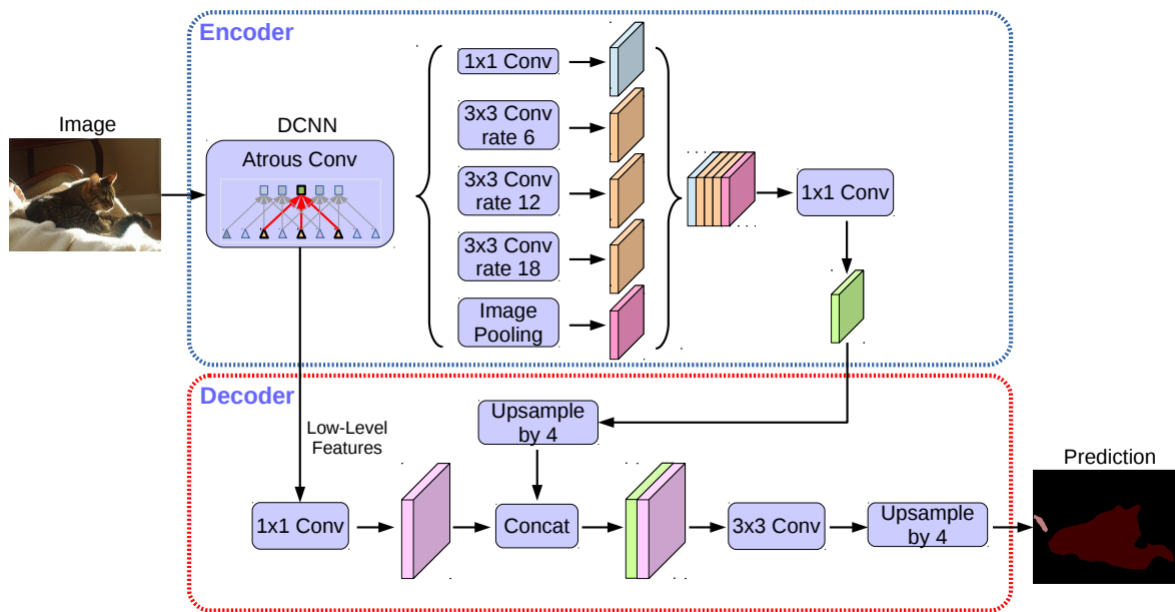 Encoder
Image
DCNN
Atrous Conv
1x1 Conv
3x3 Conv
rate 6
3x3 Conv
rate 12
3x3 Conv
rate 18
Image
Pooling
1x1 Conv
Decoder
Low-Level
Features
Upsample
by 4
1x1 Conv
Concat
3x3 Conv
Upsample
by 4
Prediction